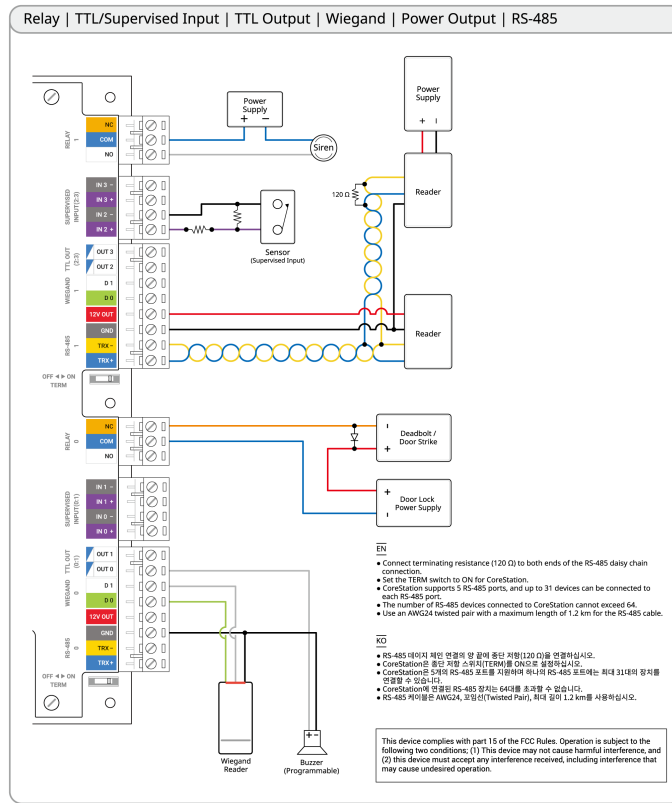 Relay | TTL/Supervised Input | TTL Output | Wiegand | Power Output | RS-485
Power
Supply
+ −
Siren
RELAY
1
NC
COM
NO
SUPERVISED
INPUT(2:3)
IN 3 −
IN 3 +
IN 2 −
IN 2 +
Sensor
(Supervised Input)
Power
Supply
+ −
Reader
120 Ω
TTL OUT
(2:3)
OUT 3
OUT 2
WIEGAND
1
D 1
D 0
12V OUT
GND
RS-485
1
TRX −
TRX +
Reader
OFF ◄ ► ON
TERM
RELAY
0
NC
COM
NO
−
Deadbolt /
Door Strike
+
+
Door Lock
Power Supply
−
SUPERVISED
INPUT(0:1)
IN 1 −
IN 1 +
IN 0 −
IN 0 +
TTL OUT
(0:1)
OUT 1
OUT 0
WIEGAND
0
D 1
D 0
12V OUT
GND
RS-485
0
TRX −
TRX +
OFF ◄ ► ON
TERM
Wiegand
Reader
+ −
Buzzer
(Programmable)
EN
● Connect terminating resistance (120 Ω) to both ends of the RS-485 daisy chain
connection.
● Set the TERM switch to ON for CoreStation.
● CoreStation supports 5 RS-485 ports, and up to 31 devices can be connected to
each RS-485 port.
● The number of RS-485 devices connected to CoreStation cannot exceed 64.
● Use an AWG24 twisted pair with a maximum length of 1.2 km for the RS-485 cable.
KO
● RS-485 데이지 체인 연결의 양 끝에 종단 저항(120 Ω)을 연결하십시오.
● CoreStation은 종단 저항 스위치(TERM)를 ON으로 설정하십시오.
● CoreStation은 5개의 RS-485 포트를 지원하며 하나의 RS-485 포트에는 최대 31대의 장치를
연결할 수 있습니다.
● CoreStation에 연결된 RS-485 장치는 64대를 초과할 수 없습니다.
● RS-485 케이블은 AWG24, 꼬임선(Twisted Pair), 최대 길이 1.2 km를 사용하십시오.
This device complies with part 15 of the FCC Rules. Operation is subject to the
following two conditions; (1) This device may not cause harmful interference, and
(2) this device must accept any interference received, including interference that
may cause undesired operation.